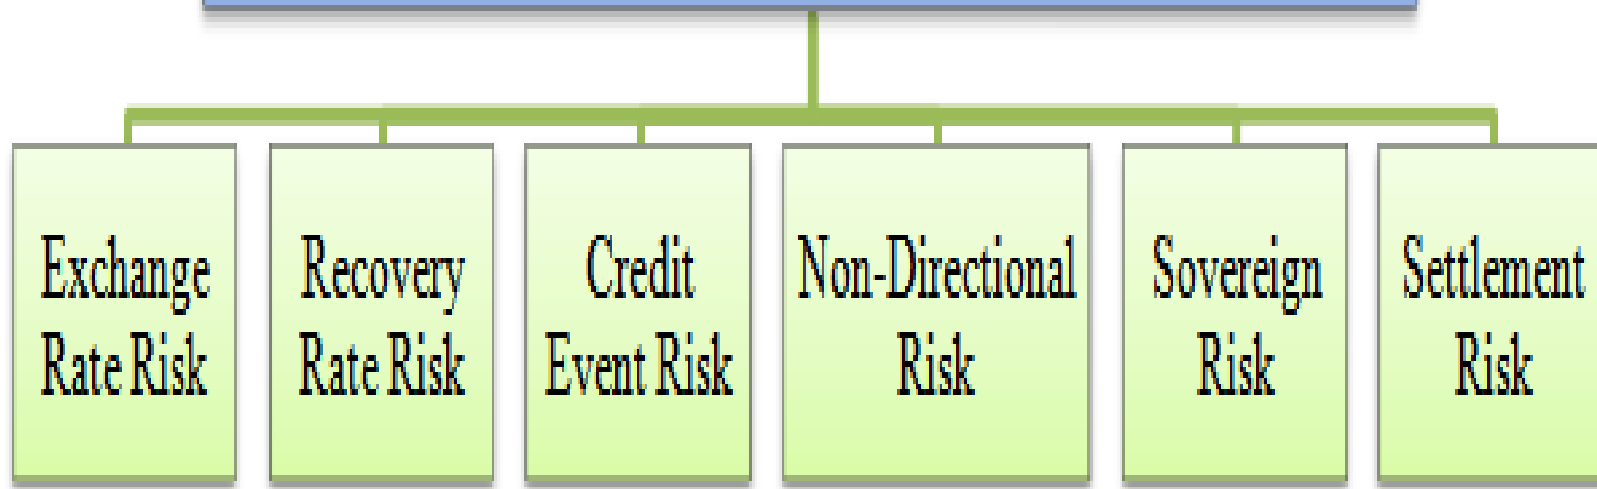 Exchange
Rate Risk
Recovery
Rate Risk
Credit
Event Risk
Non-Directional
Risk
Sovereign
Risk
Settlement
Risk